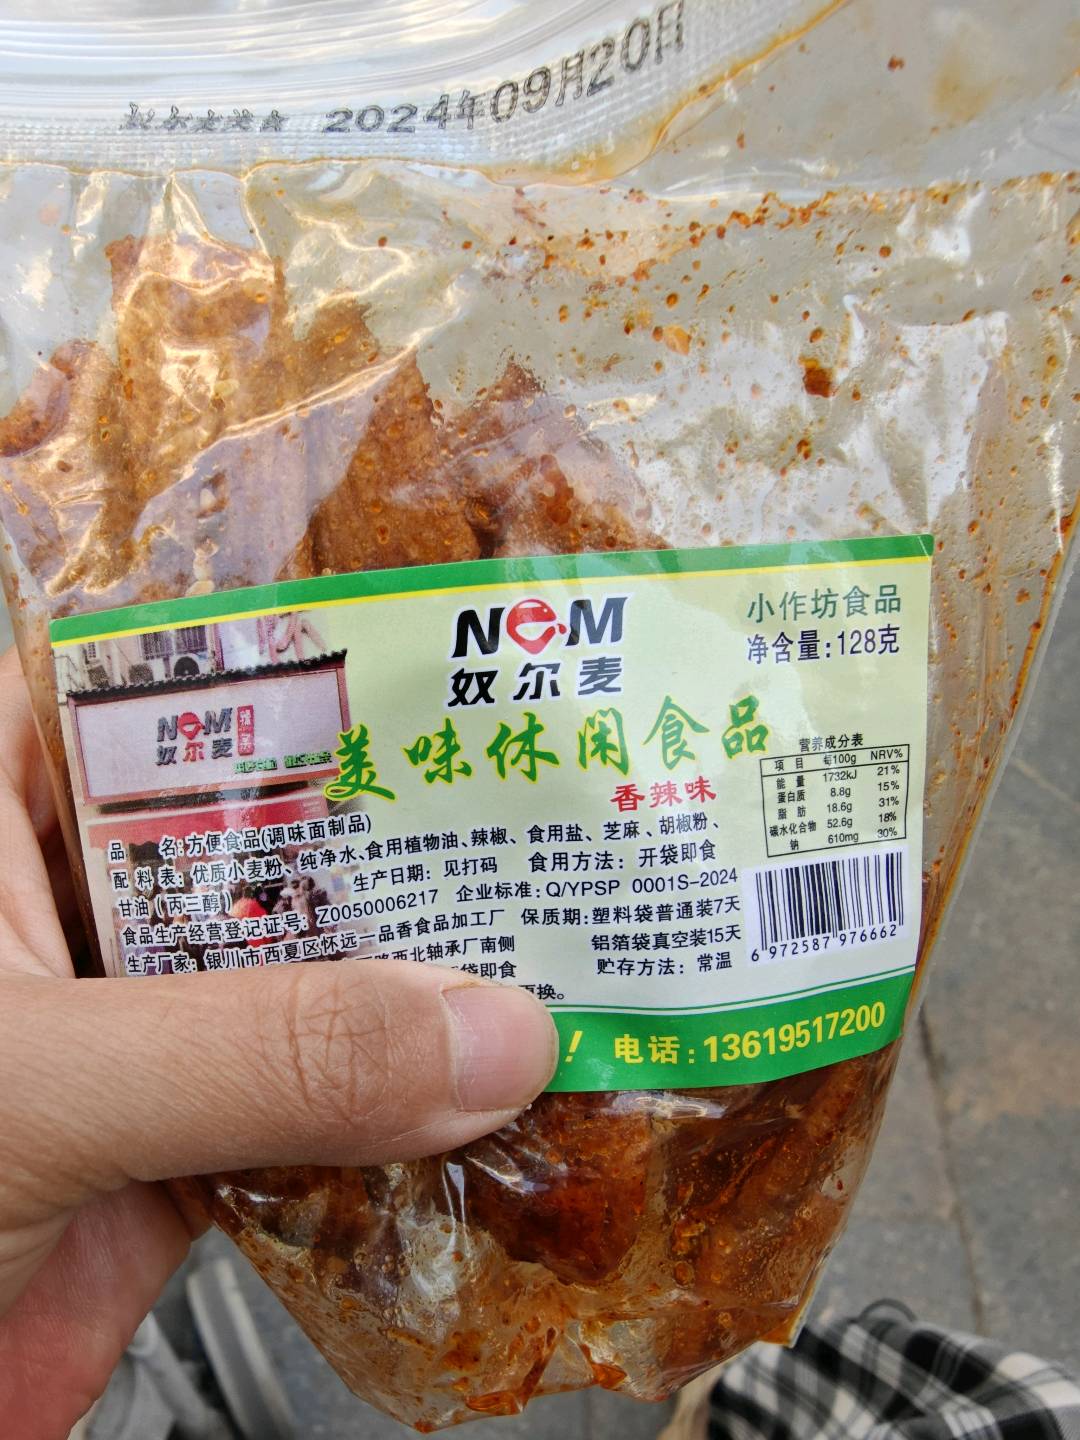 2024年09月20日
NM
奴尔麦
小作坊食品
净含量:128克
NM
奴尔麦
美味休闲食品
香辣味
营养成分表
项 目 每100g NRV%
能 量 1732kJ 21%
蛋白质 8.8g 15%
脂 肪 18.6g 31%
碳水化合物 52.6g 18%
钠 610mg 30%
品 名:方便食品(调味面制品)
配 料 表: 优质小麦粉、纯净水、食用植物油、辣椒、食用盐、芝麻、胡椒粉、
甘油(丙三醇) 生产日期: 见打码 食用方法: 开袋即食
食品生产经营登记证号: Z0050006217 企业标准: Q/YPSP 0001S-2024
生产厂家: 银川市西夏区怀远一品香食品加工厂 保质期:塑料袋普通装7天
路西北轴承厂南侧 铝箔袋真空装15天
袋即食 贮存方法: 常温
更换。
6 972587 976662
! 电话:13619517200